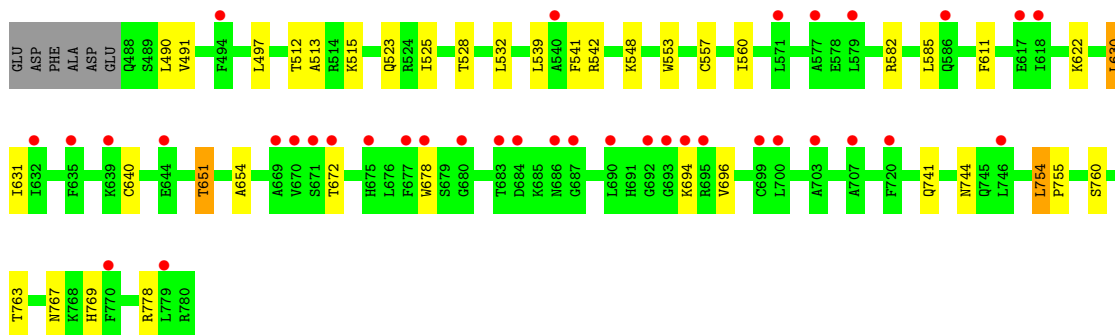 GLU ASP PHE ALA ASP GLU Q488 S489 L490 V491 F494 L497 T512 A513 R514 K515 Q523 R524 I525 T528 L532 L539 A540 F541 R542 K548 W553 C557 I560 L571 A577 E578 L579 R582 L585 Q586 F611 E617 I618 K622 L630
I631 I632 F635 K639 C640 E644 T651 A654 A669 V670 S671 T672 H675 L676 F677 W678 S679 G680 T683 D684 K685 N686 G687 L690 H691 G692 G693 K694 R695 V696 C699 L700 A703 A707 F720 Q741 N744 Q745 L746 L754 P755 S760
T763 N767 K768 H769 F770 R778 L779 R780